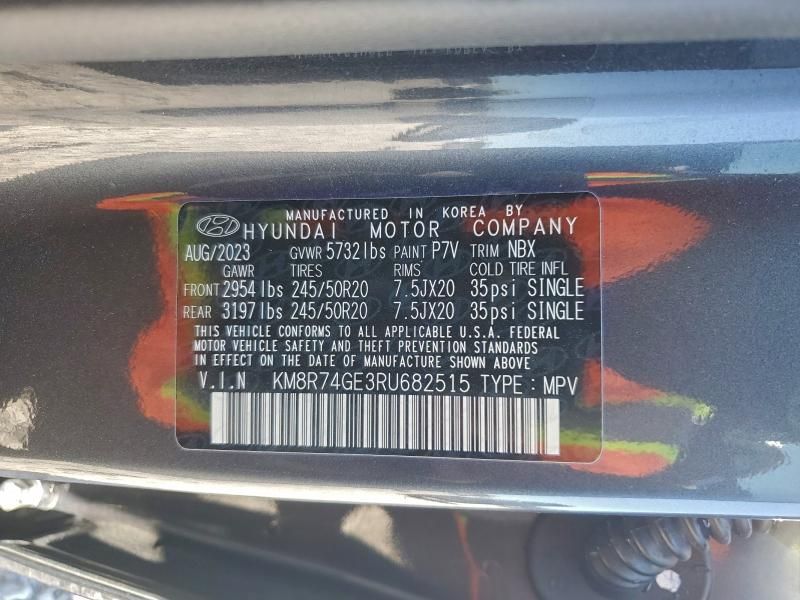 MANUFACTURED IN KOREA BY
HYUNDAI MOTOR COMPANY
AUG/2023 GVWR 5732lbs PAINT P7V TRIM NBX
GAWR TIRES RIMS COLD TIRE INFL
FRONT 2954lbs 245/50R20 7.5JX20 35psi SINGLE
REAR 3197lbs 245/50R20 7.5JX20 35psi SINGLE
THIS VEHICLE CONFORMS TO ALL APPLICABLE U.S.A. FEDERAL
MOTOR VEHICLE SAFETY AND THEFT PREVENTION STANDARDS
IN EFFECT ON THE DATE OF MANUFACTURE SHOWN ABOVE
V.I.N KM8R74GE3RU682515 TYPE : MPV